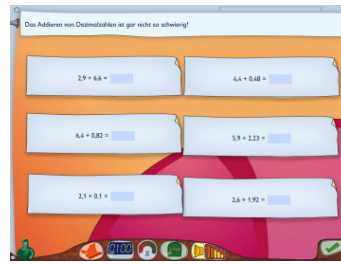 Das Addieren von Dezimalzahlen ist gar nicht so schwierig!
2,9 + 6,6 =
4,4 + 0,48 =
6,4 + 0,82 =
5,9 + 2,23 =
2,1 + 0,1 =
2,6 + 1,92 =
0100